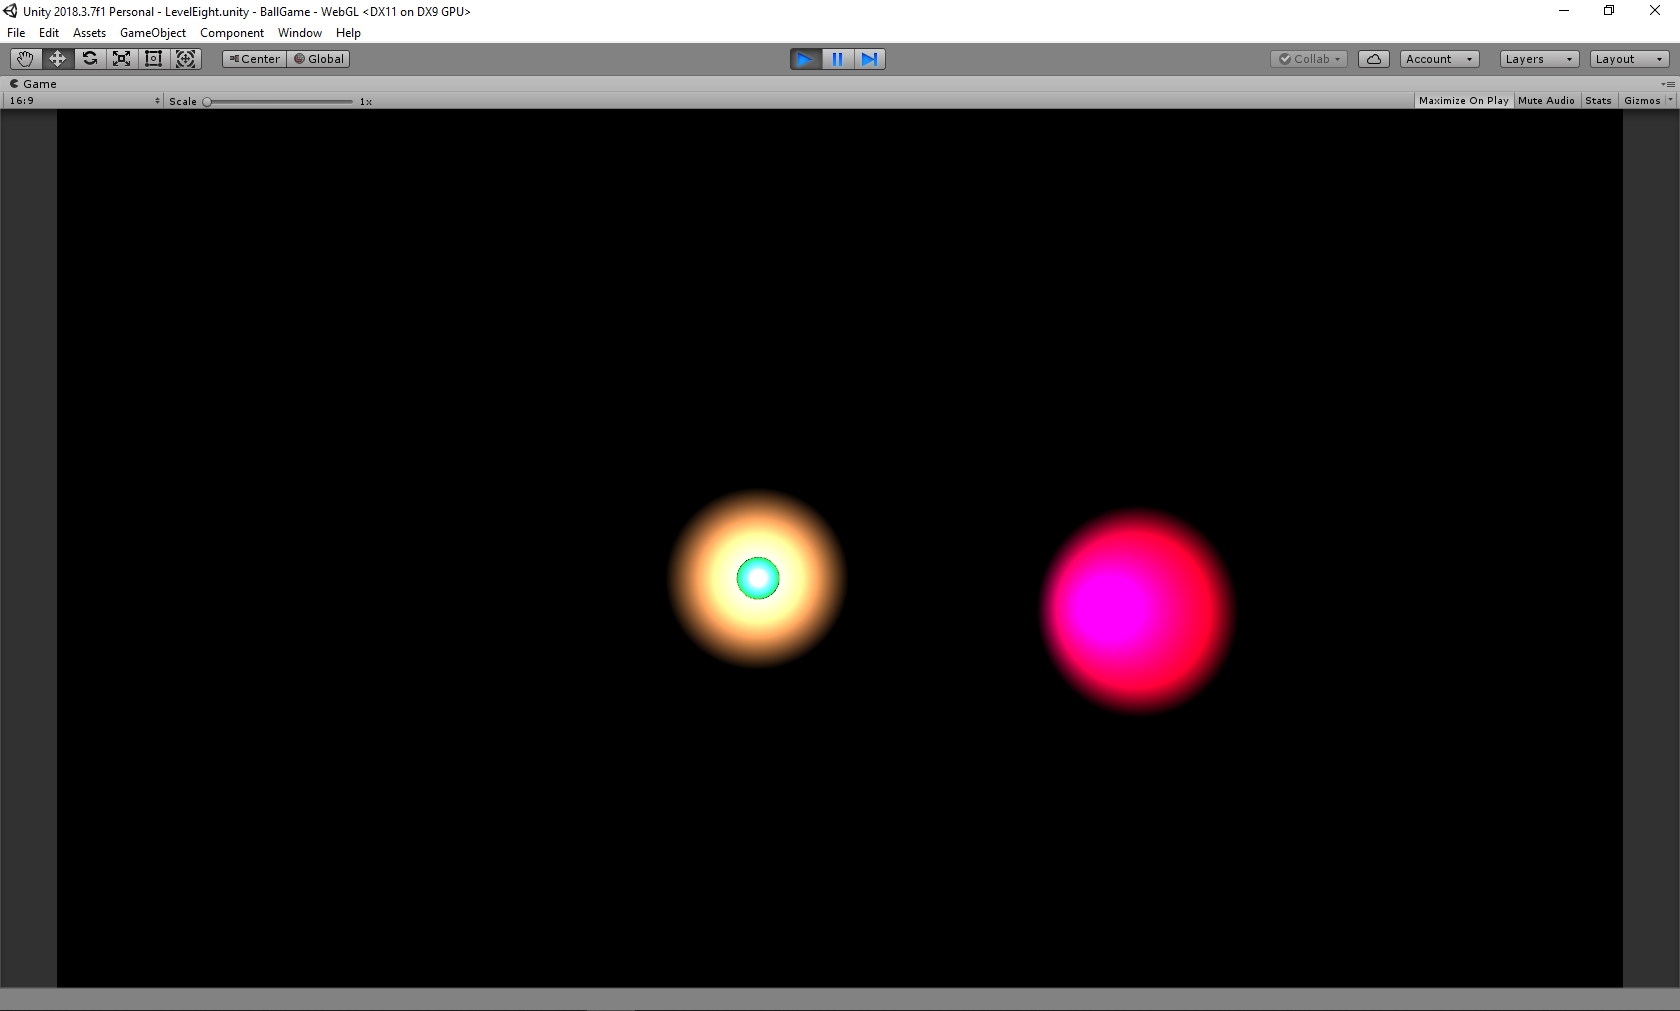 Unity 2018.3.7f1 Personal - LevelEight.unity - BallGame - WebGL <DX11 on DX9 GPU>
File Edit Assets GameObject Component Window Help
Center Global Collab Account Layers Layout
Game
16:9 Scale 1x Maximize On Play Mute Audio Stats Gizmos